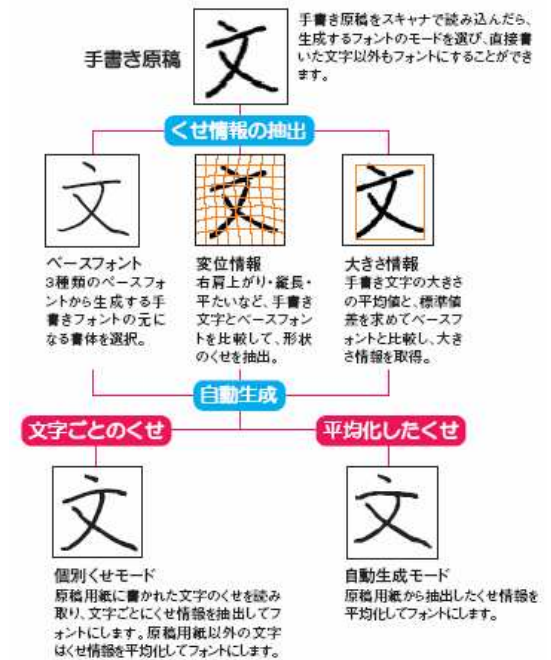 手書き原稿
文
手書き原稿をスキャナで読み込んだら、
生成するフォントのモードを選び、直接書
いた文字以外もフォントにすることができ
ます。
くせ情報の抽出
文
ベースフォント
3種類のベースフォ
ントから生成する手
書きフォントの元に
なる書体を選択。
文
変位情報
右肩上がり・縦長・
平たいなど、手書き
文字とベースフォン
トを比較して、形状
のくせを抽出。
文
大きさ情報
手書き文字の大きさ
の平均値と、標準値
差を求めてベースフ
ォントと比較し、大き
さ情報を取得。
自動生成
文字ごとのくせ
平均化したくせ
文
個別くせモード
原稿用紙に書かれた文字のくせを読み
取り、文字ごとにくせ情報を抽出してフ
ォントにします。原稿用紙以外の文字
はくせ情報を平均化してフォントにします。
文
自動生成モード
原稿用紙から抽出したくせ情報を
平均化してフォントにします。